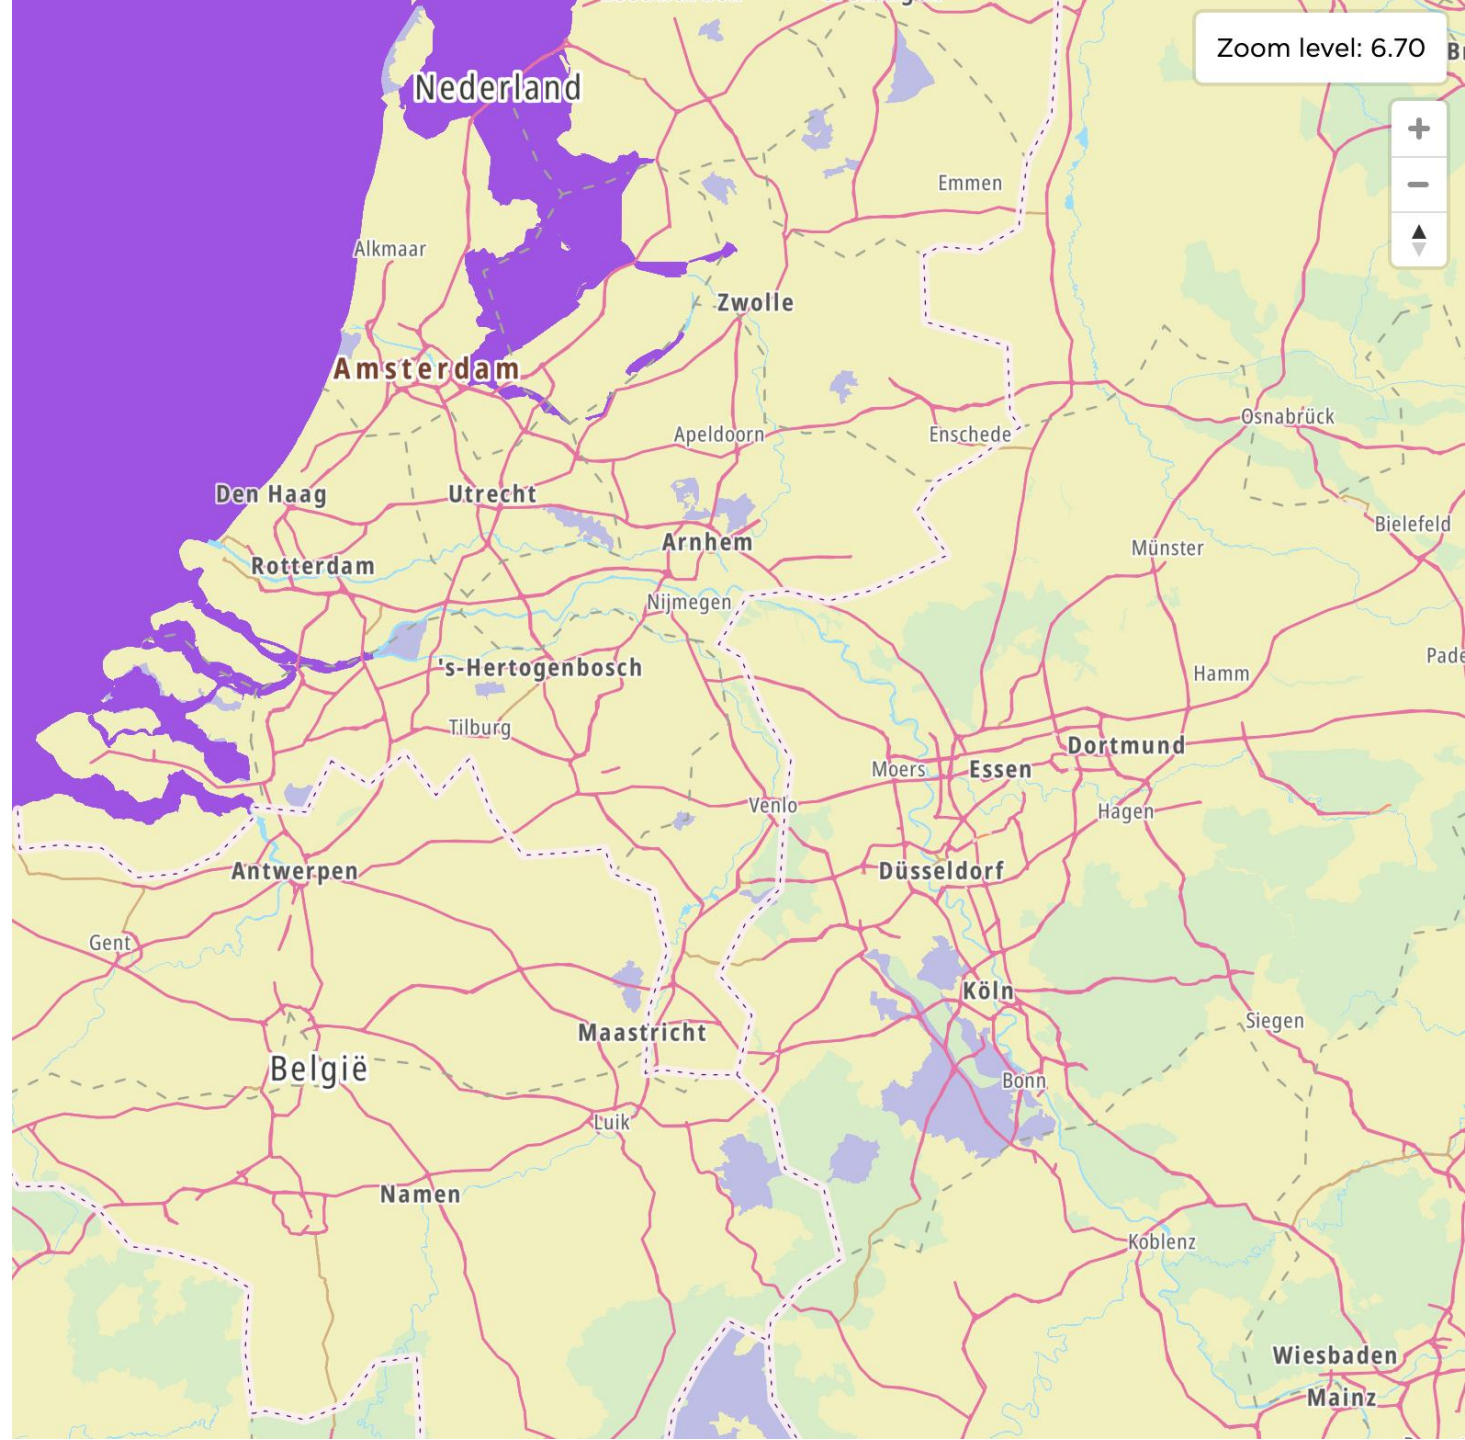 Zoom level: 6.70
Nederland
Emmen
Alkmaar
Zwolle
Amsterdam
Osnabrück
Apeldoorn
Enschede
Den Haag
Utrecht
Bielefeld
Arnhem
Münster
Rotterdam
Nijmegen
Pade
's-Hertogenbosch
Hamm
Tilburg
Dortmund
Moers
Essen
Venlo
Hagen
Antwerpen
Düsseldorf
Gent
Köln
Siegen
Maastricht
België
Bonn
Luik
Namen
Koblenz
Wiesbaden
Mainz